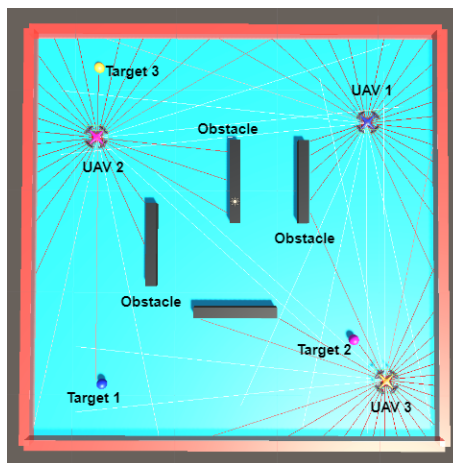 Target 3
UAV 1
Obstacle
UAV 2
Obstacle
Obstacle
Target 2
Target 1
UAV 3